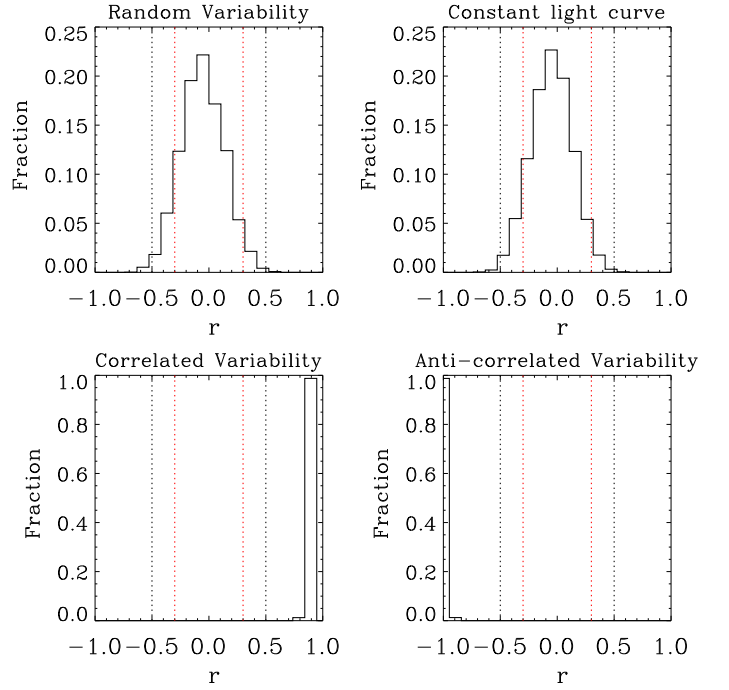 Random Variability
0.25
0.20
0.15
0.10
0.05
0.00
Fraction
−1.0−0.5 0.0 0.5 1.0
r
Constant light curve
0.25
0.20
0.15
0.10
0.05
0.00
Fraction
−1.0−0.5 0.0 0.5 1.0
r
Correlated Variability
1.0
0.8
0.6
0.4
0.2
0.0
Fraction
−1.0−0.5 0.0 0.5 1.0
r
Anti−correlated Variability
1.0
0.8
0.6
0.4
0.2
0.0
Fraction
−1.0−0.5 0.0 0.5 1.0
r